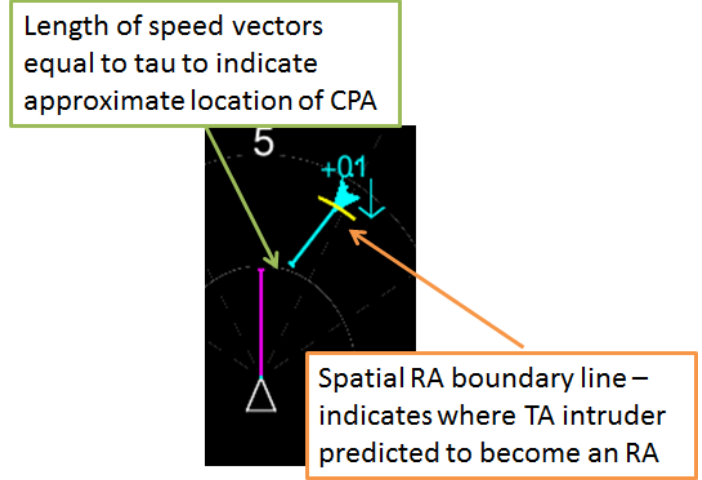 Length of speed vectors
equal to tau to indicate
approximate location of CPA
5
+01
Spatial RA boundary line –
indicates where TA intruder
predicted to become an RA